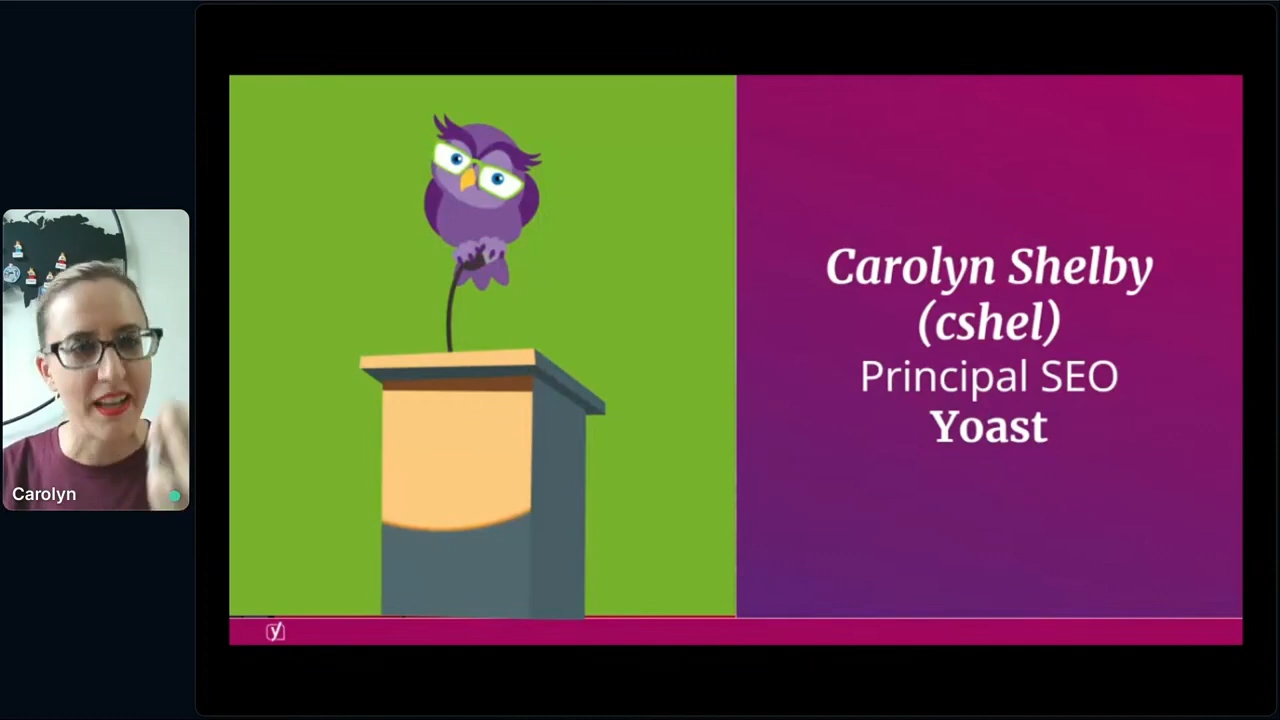 Carolyn Shelby
(cshel)
Principal SEO
Yoast
Carolyn
y